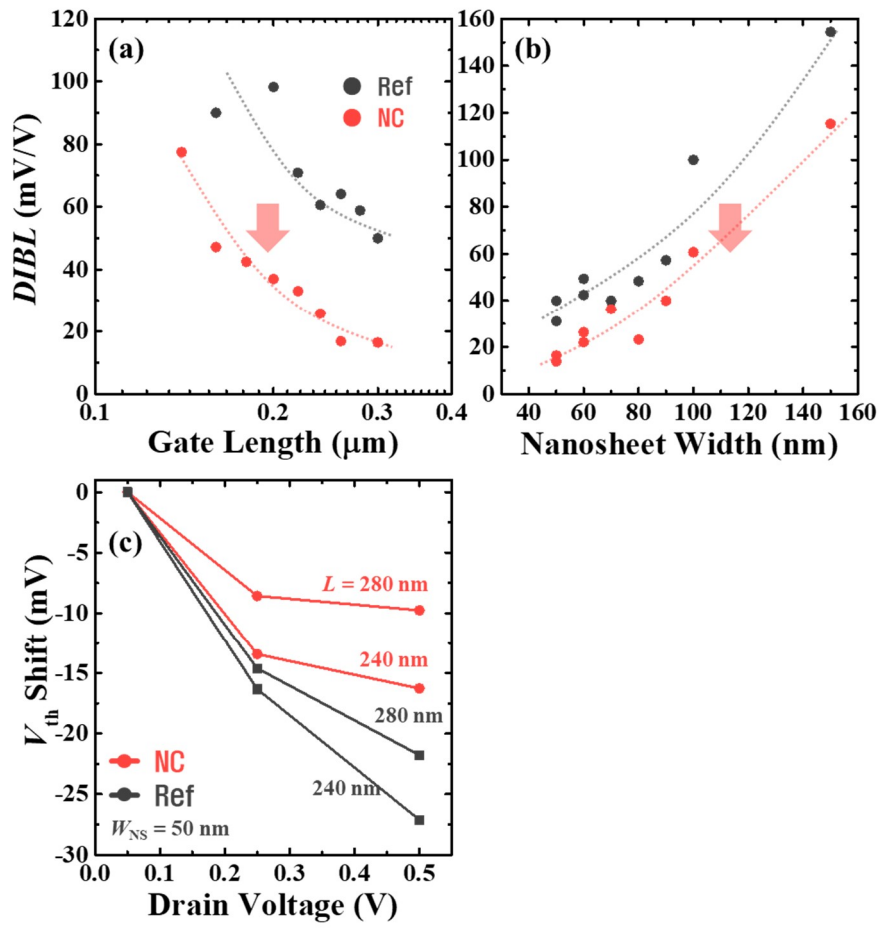 120
100
80
60
40
20
0
DIBL (mV/V)
(a)
Ref
NC
0.1
0.2
0.3
0.4
Gate Length (μm)
160
140
120
100
80
60
40
20
0
(b)
40
60
80
100
120
140
160
Nanosheet Width (nm)
0
-5
-10
-15
-20
-25
-30
Vth Shift (mV)
(c)
L = 280 nm
240 nm
280 nm
240 nm
NC
Ref
WNS = 50 nm
0.0
0.1
0.2
0.3
0.4
0.5
Drain Voltage (V)